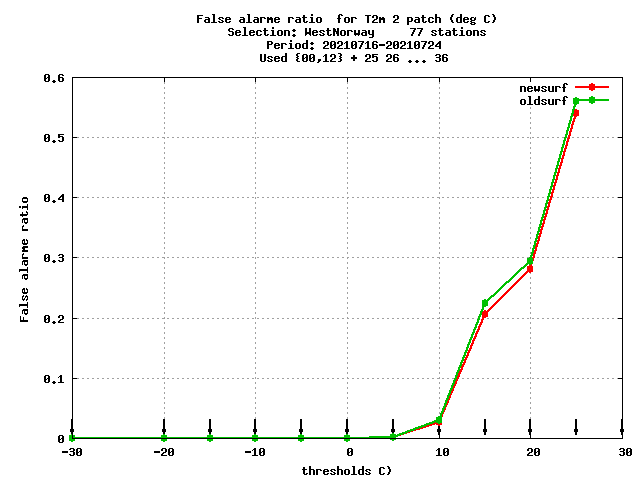 False alarme ratio  for T2m 2 patch (deg C)
Selection: WestNorway     77 stations
Period: 20210716-20210724
Used {00,12} + 25 26 ... 36
newsurf
oldsurf
0.6
0.5
0.4
0.3
0.2
0.1
0
False alarme ratio
-30
-20
-10
0
10
20
30
thresholds C)